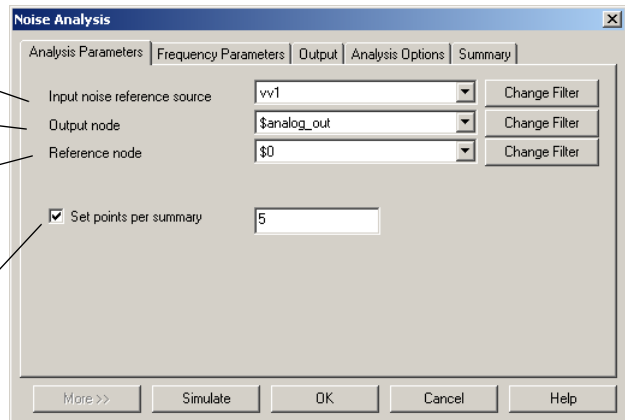 Noise Analysis
Analysis Parameters Frequency Parameters Output Analysis Options Summary
Input noise reference source vv1 Change Filter
Output node $analog_out Change Filter
Reference node $0 Change Filter
Set points per summary 5
More >> Simulate OK Cancel Help